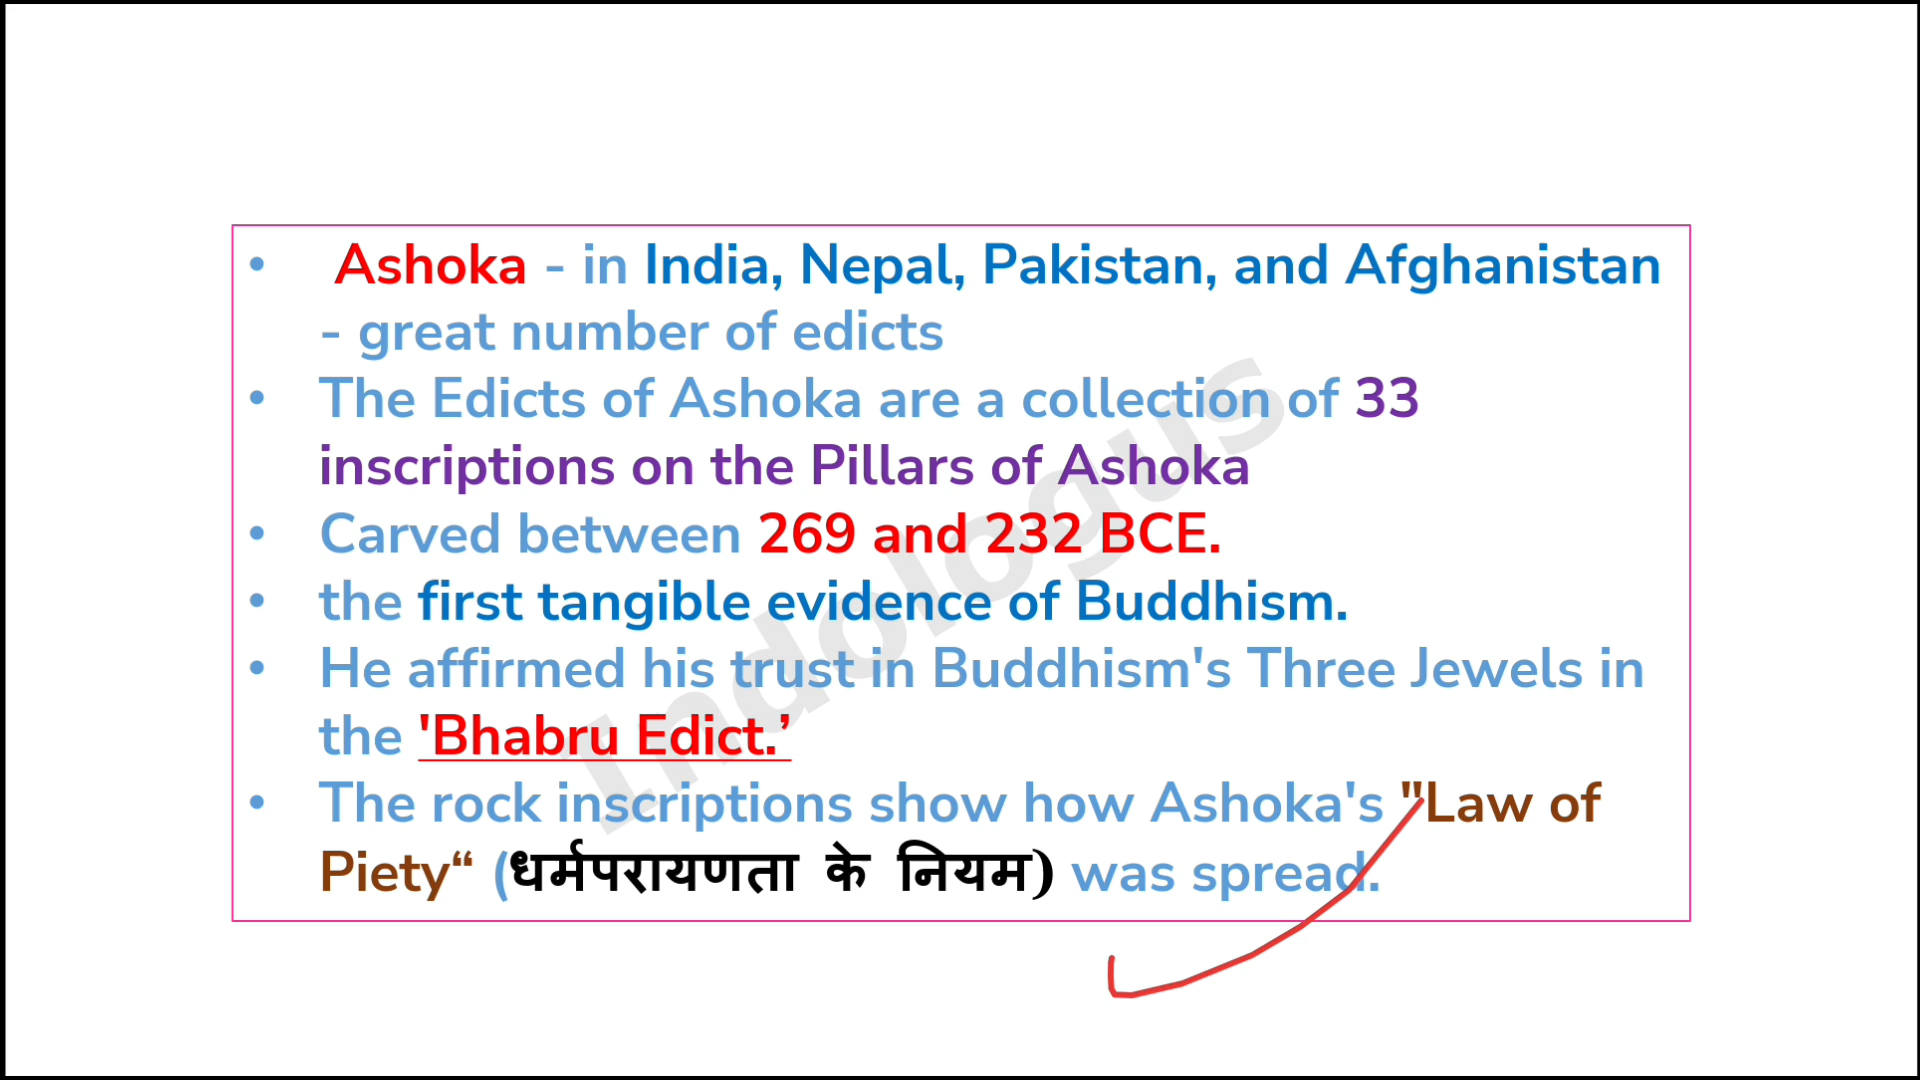 • Ashoka - in India, Nepal, Pakistan, and Afghanistan
- great number of edicts
• The Edicts of Ashoka are a collection of 33
inscriptions on the Pillars of Ashoka
• Carved between 269 and 232 BCE.
• the first tangible evidence of Buddhism.
• He affirmed his trust in Buddhism's Three Jewels in
the 'Bhabru Edict.’
• The rock inscriptions show how Ashoka's "Law of
Piety“ (धर्मपरायणता के नियम) was spread.
Indologus